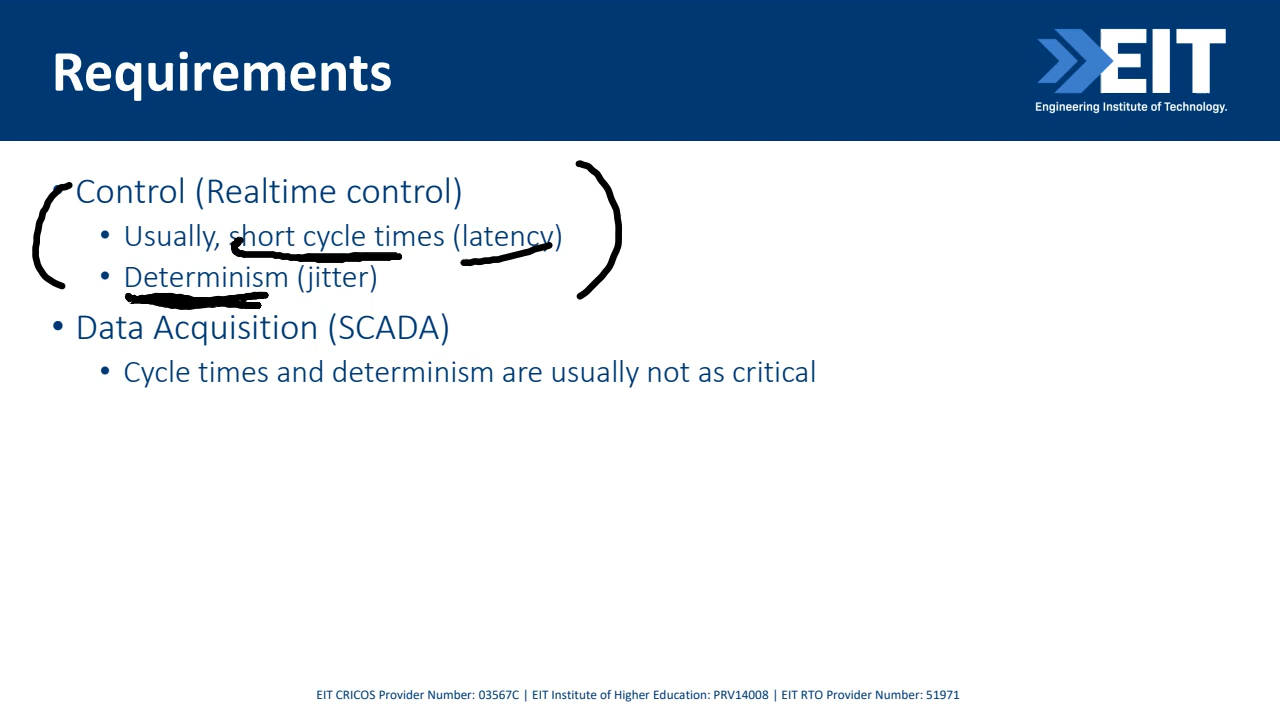 Requirements
EIT
Engineering Institute of Technology.
• Control (Realtime control)
• Usually, short cycle times (latency)
• Determinism (jitter)
• Data Acquisition (SCADA)
• Cycle times and determinism are usually not as critical
EIT CRICOS Provider Number: 03567C | EIT Institute of Higher Education: PRV14008 | EIT RTO Provider Number: 51971